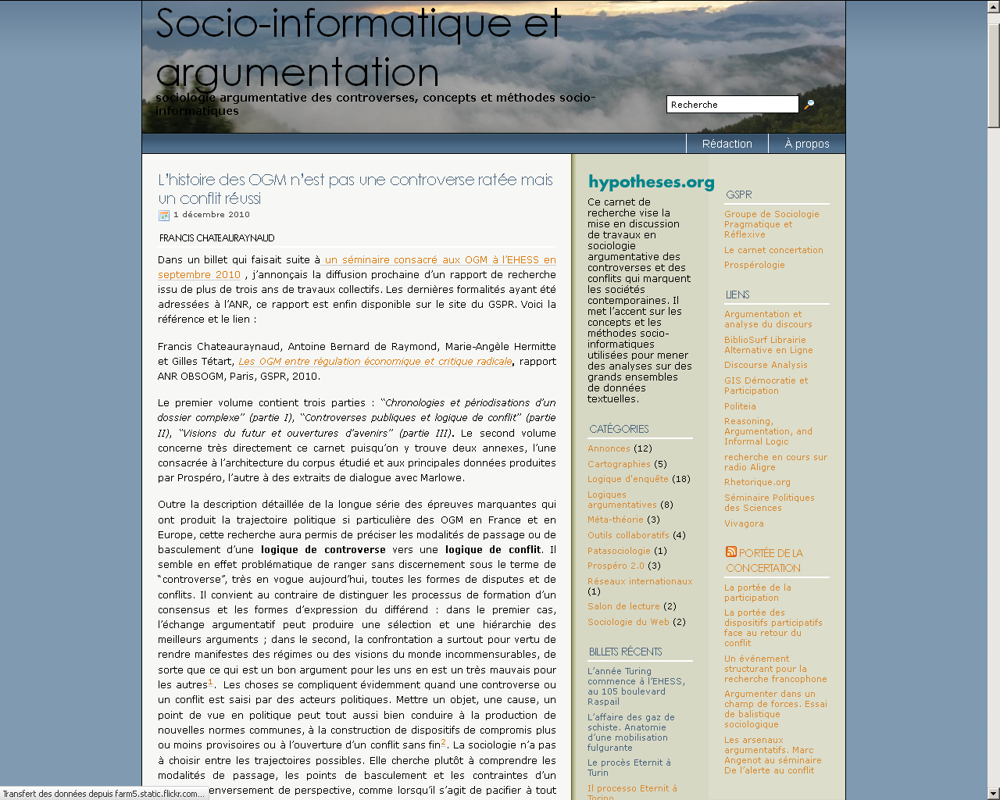 Socio-informatique et
argumentation
sociologie argumentative des controverses, concepts et méthodes socio-
informatiques
Recherche
Rédaction
À propos
L'histoire des OGM n'est pas une controverse ratée mais
un conflit réussi
1 décembre 2010
FRANCIS CHATEAURAYNAUD
Dans un billet qui faisait suite à un séminaire consacré aux OGM à l'EHESS en
septembre 2010 , j'annonçais la diffusion prochaine d'un rapport de recherche
issu de plus de trois ans de travaux collectifs. Les dernières formalités ayant été
adressées à l'ANR, ce rapport est enfin disponible sur le site du GSPR. Voici la
référence et le lien :
Francis Chateauraynaud, Antoine Bernard de Raymond, Marie-Angèle Hermitte
et Gilles Tétart, Les OGM entre régulation économique et critique radicale, rapport
ANR OBSOGM, Paris, GSPR, 2010.
Le premier volume contient trois parties : "Chronologies et périodisations d'un
dossier complexe" (partie I), "Controverses publiques et logique de conflit" (partie
II), "Visions du futur et ouvertures d'avenirs" (partie III). Le second volume
concerne très directement ce carnet puisqu'on y trouve deux annexes, l'une
consacrée à l'architecture du corpus étudié et aux principales données produites
par Prospéro, l'autre à des extraits de dialogue avec Marlowe.
Outre la description détaillée de la longue série des épreuves marquantes qui
ont produit la trajectoire politique si particulière des OGM en France et en
Europe, cette recherche aura permis de préciser les modalités de passage ou de
basculement d'une logique de controverse vers une logique de conflit. Il
semble en effet problématique de ranger sans discernement sous le terme de
"controverse", très en vogue aujourd'hui, toutes les formes de disputes et de
conflits. Il convient au contraire de distinguer les processus de formation d'un
consensus et les formes d'expression du différend : dans le premier cas,
l'échange argumentatif peut produire une sélection et une hiérarchie des
meilleurs arguments ; dans le second, la confrontation a surtout pour vertu de
rendre manifestes des régimes ou des visions du monde incommensurables, de
sorte que ce qui est un bon argument pour les uns en est un très mauvais pour
les autres1. Les choses se compliquent évidemment quand une controverse ou
un conflit est saisi par des acteurs politiques. Mettre un objet, une cause, un
point de vue en politique peut tout aussi bien conduire à la production de
nouvelles normes communes, à la construction de dispositifs de compromis plus
ou moins provisoires ou à l'ouverture d'un conflit sans fin2. La sociologie n'a pas
à choisir entre les trajectoires possibles. Elle cherche plutôt à comprendre les
modalités de passage, les points de basculement et les contraintes d'un
enversement de perspective, comme lorsqu'il s'agit de pacifier à tout
Transfert des données depuis farm5.static.flickr.com...
hypotheses.org
Ce carnet de
recherche vise la
mise en discussion
de travaux en
sociologie
argumentative des
controverses et des
conflits qui marquent
les sociétés
contemporaines. Il
met l'accent sur les
concepts et les
méthodes socio-
informatiques
utilisées pour mener
des analyses sur des
grands ensembles
de données
textuelles.
CATÉGORIES
Annonces (12)
Cartographies (5)
Logique d'enquête (18)
Logiques
argumentatives (8)
Méta-théorie (3)
Outils collaboratifs (4)
Patasociologie (1)
Prospéro 2.0 (3)
Réseaux internationaux
(1)
Salon de lecture (2)
Sociologie du Web (2)
BILLETS RÉCENTS
L'année Turing
commence à l'EHESS,
au 105 boulevard
Raspail
L'affaire des gaz de
schiste. Anatomie
d'une mobilisation
fulgurante
Le procès Eternit à
Turin
Il processo Eternit à
Torino
GSPR
Groupe de Sociologie
Pragmatique et
Réflexive
Le carnet concertation
Prospérologie
LIENS
Argumentation et
analyse du discours
BiblioSurf Librairie
Alternative en Ligne
Discourse Analysis
GIS Démocratie et
Participation
Politeia
Reasoning,
Argumentation, and
Informal Logic
recherche en cours sur
radio Aligre
Rhetorique.org
Séminaire Politiques
des Sciences
Vivagora
PORTÉE DE LA
CONCERTATION
La portée de la
participation
La portée des
dispositifs participatifs
face au retour du
conflit
Un événement
structurant pour la
recherche francophone
Argumenter dans un
champ de forces. Essai
de balistique
sociologique
Les arsenaux
argumentatifs. Marc
Angenot au séminaire
De l'alerte au conflit